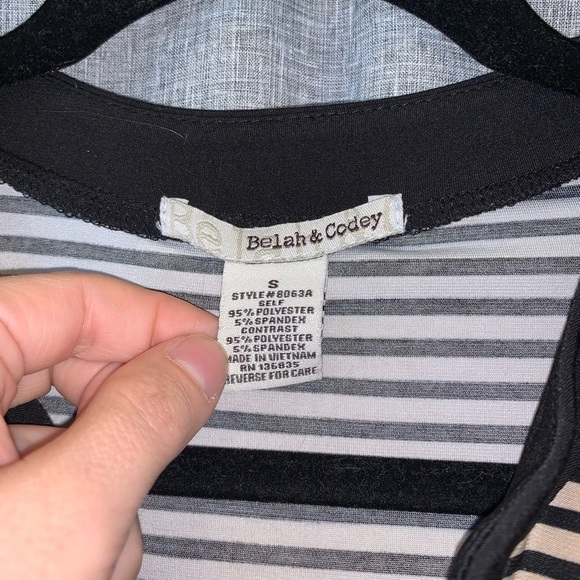 Belah & Codey
S
STYLE#8063A
SELF
95% POLYESTER
5% SPANDEX
CONTRAST
95% POLYESTER
5% SPANDEX
MADE IN VIETNAM
RN 136835
REVERSE FOR CARE